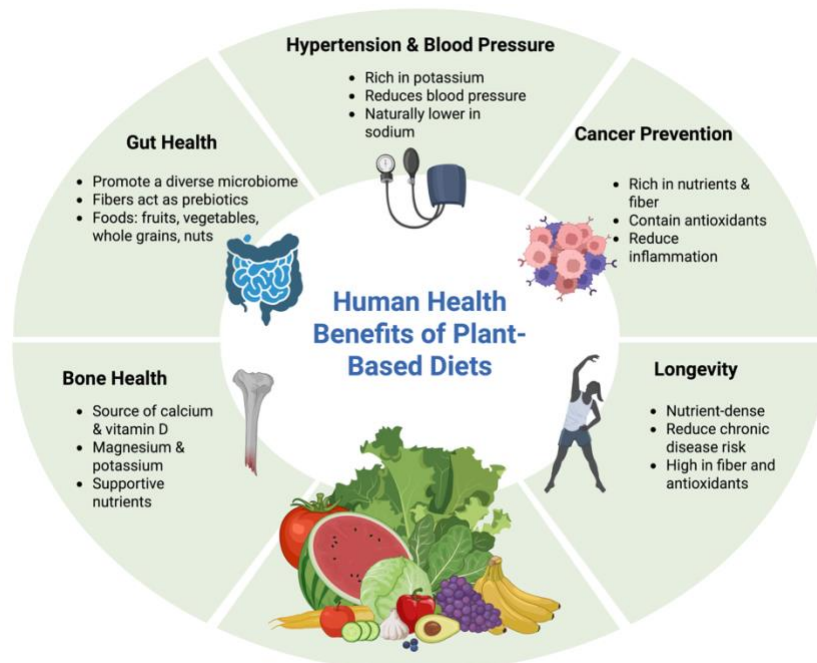 Hypertension & Blood Pressure
• Rich in potassium
• Reduces blood pressure
• Naturally lower in
sodium
Gut Health
• Promote a diverse microbiome
• Fibers act as prebiotics
• Foods: fruits, vegetables,
whole grains, nuts
Cancer Prevention
• Rich in nutrients &
fiber
• Contain antioxidants
• Reduce
inflammation
Human Health
Benefits of Plant-
Based Diets
Bone Health
• Source of calcium
& vitamin D
• Magnesium &
potassium
• Supportive
nutrients
Longevity
• Nutrient-dense
• Reduce chronic
disease risk
• High in fiber and
antioxidants